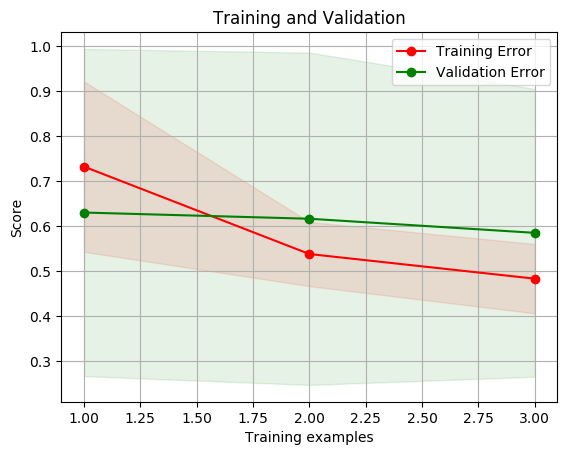 Training and Validation
Training Error
Validation Error
Score
1.0
0.9
0.8
0.7
0.6
0.5
0.4
0.3
1.00 1.25 1.50 1.75 2.00 2.25 2.50 2.75 3.00
Training examples